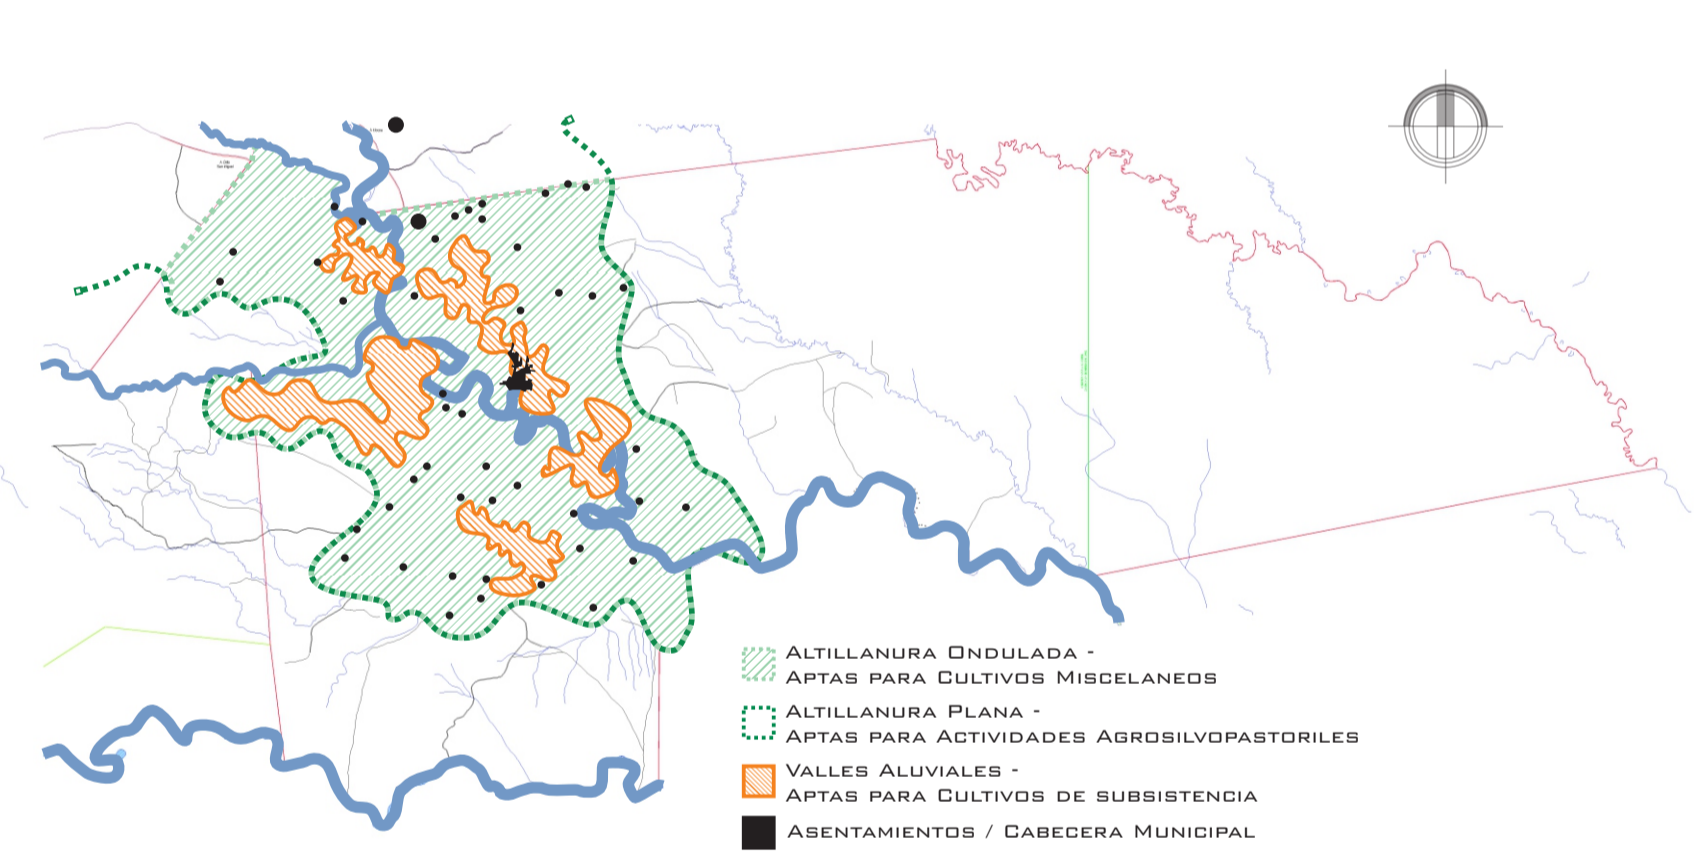 ALTILLANURA ONDULADA -
APTAS PARA CULTIVOS MISCELANEOS
ALTILLANURA PLANA -
APTAS PARA ACTIVIDADES AGROSILVOPASTORILES
VALLES ALUVIALES -
APTAS PARA CULTIVOS DE SUBSISTENCIA
ASENTAMIENTOS / CABECERA MUNICIPAL